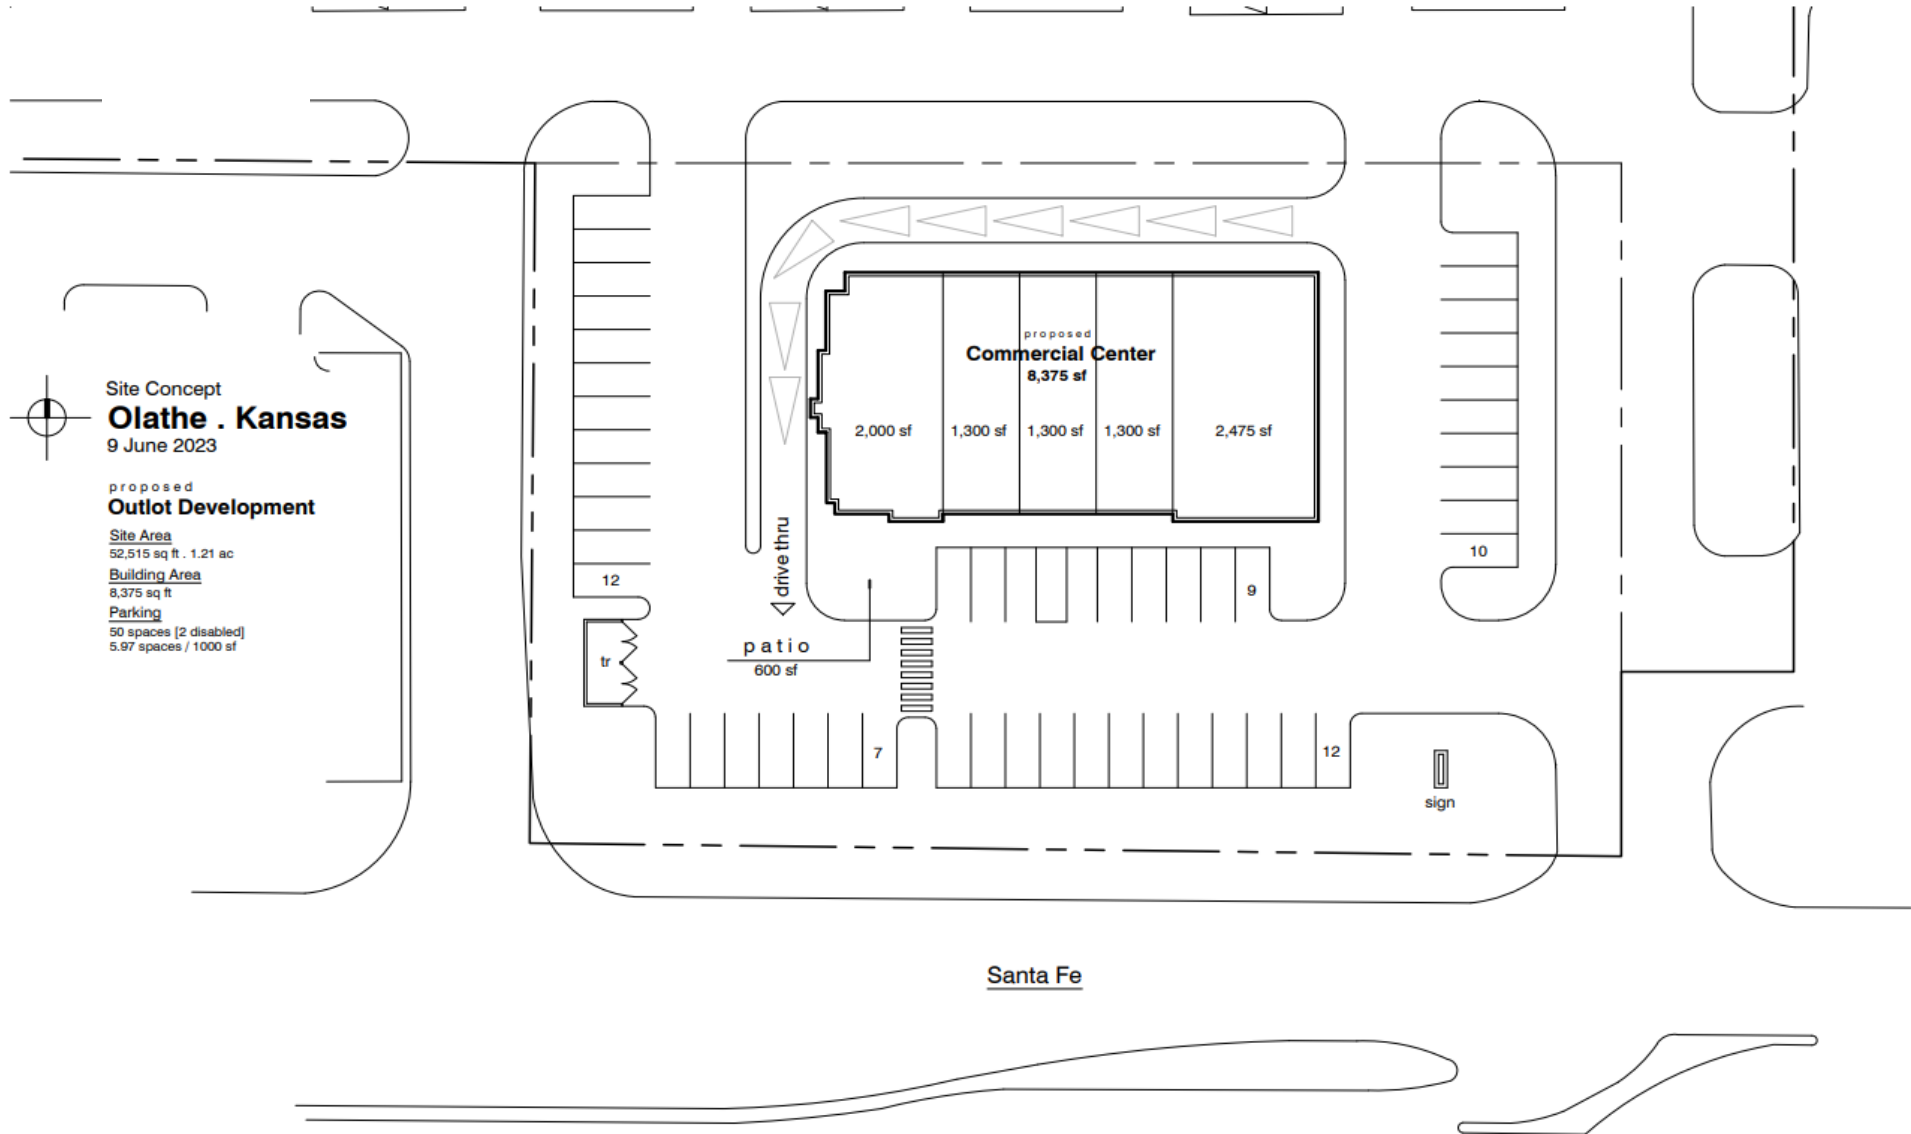 Site Concept
Olathe . Kansas
9 June 2023
proposed
Outlot Development
Site Area
52,515 sq ft . 1.21 ac
Building Area
8,375 sq ft
Parking
50 spaces [2 disabled]
5.97 spaces / 1000 sf
proposed
Commercial Center
8,375 sf
2,000 sf
1,300 sf
1,300 sf
1,300 sf
2,475 sf
drive thru
12
10
9
tr
patio
600 sf
7
12
sign
Santa Fe